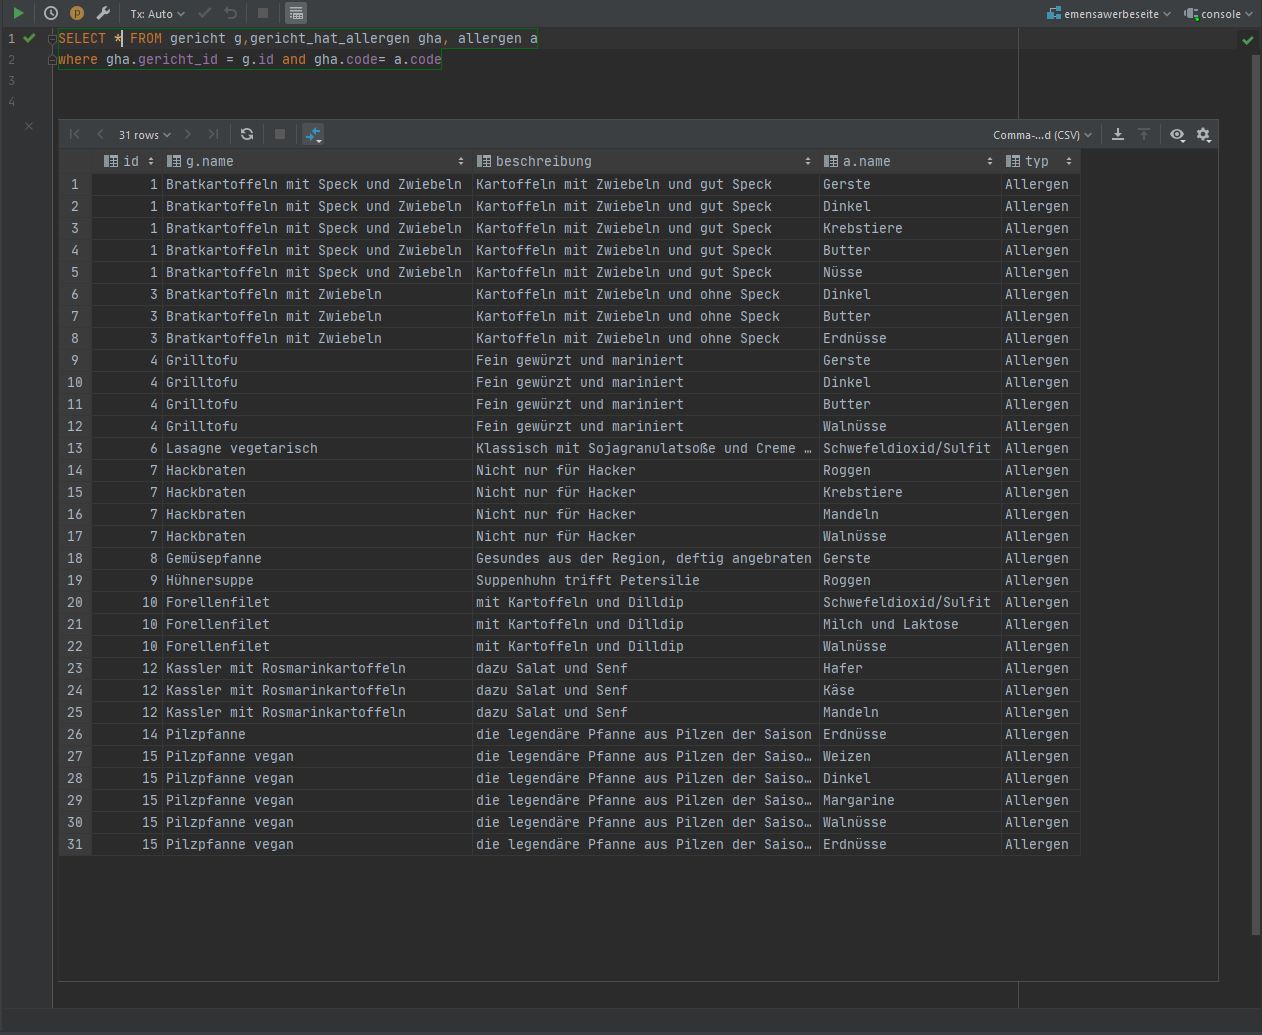 Tx: Auto
emensawerbeseite
console
1 SELECT * FROM gericht g,gericht_hat_allergen gha, allergen a
2 where gha.gericht_id = g.id and gha.code= a.code
3
4
31 rows
Comma-...d (CSV)
id g.name beschreibung a.name typ
1 1 Bratkartoffeln mit Speck und Zwiebeln Kartoffeln mit Zwiebeln und gut Speck Gerste Allergen
2 1 Bratkartoffeln mit Speck und Zwiebeln Kartoffeln mit Zwiebeln und gut Speck Dinkel Allergen
3 1 Bratkartoffeln mit Speck und Zwiebeln Kartoffeln mit Zwiebeln und gut Speck Krebstiere Allergen
4 1 Bratkartoffeln mit Speck und Zwiebeln Kartoffeln mit Zwiebeln und gut Speck Butter Allergen
5 1 Bratkartoffeln mit Speck und Zwiebeln Kartoffeln mit Zwiebeln und gut Speck Nüsse Allergen
6 3 Bratkartoffeln mit Zwiebeln Kartoffeln mit Zwiebeln und ohne Speck Dinkel Allergen
7 3 Bratkartoffeln mit Zwiebeln Kartoffeln mit Zwiebeln und ohne Speck Butter Allergen
8 3 Bratkartoffeln mit Zwiebeln Kartoffeln mit Zwiebeln und ohne Speck Erdnüsse Allergen
9 4 Grilltofu Fein gewürzt und mariniert Gerste Allergen
10 4 Grilltofu Fein gewürzt und mariniert Dinkel Allergen
11 4 Grilltofu Fein gewürzt und mariniert Butter Allergen
12 4 Grilltofu Fein gewürzt und mariniert Walnüsse Allergen
13 6 Lasagne vegetarisch Klassisch mit Sojagranulatsoße und Creme … Schwefeldioxid/Sulfit Allergen
14 7 Hackbraten Nicht nur für Hacker Roggen Allergen
15 7 Hackbraten Nicht nur für Hacker Krebstiere Allergen
16 7 Hackbraten Nicht nur für Hacker Mandeln Allergen
17 7 Hackbraten Nicht nur für Hacker Walnüsse Allergen
18 8 Gemüsepfanne Gesundes aus der Region, deftig angebraten Gerste Allergen
19 9 Hühnersuppe Suppenhuhn trifft Petersilie Roggen Allergen
20 10 Forellenfilet mit Kartoffeln und Dilldip Schwefeldioxid/Sulfit Allergen
21 10 Forellenfilet mit Kartoffeln und Dilldip Milch und Laktose Allergen
22 10 Forellenfilet mit Kartoffeln und Dilldip Walnüsse Allergen
23 12 Kassler mit Rosmarinkartoffeln dazu Salat und Senf Hafer Allergen
24 12 Kassler mit Rosmarinkartoffeln dazu Salat und Senf Käse Allergen
25 12 Kassler mit Rosmarinkartoffeln dazu Salat und Senf Mandeln Allergen
26 14 Pilzpfanne die legendäre Pfanne aus Pilzen der Saison Erdnüsse Allergen
27 15 Pilzpfanne vegan die legendäre Pfanne aus Pilzen der Saiso… Weizen Allergen
28 15 Pilzpfanne vegan die legendäre Pfanne aus Pilzen der Saiso… Dinkel Allergen
29 15 Pilzpfanne vegan die legendäre Pfanne aus Pilzen der Saiso… Margarine Allergen
30 15 Pilzpfanne vegan die legendäre Pfanne aus Pilzen der Saiso… Walnüsse Allergen
31 15 Pilzpfanne vegan die legendäre Pfanne aus Pilzen der Saiso… Erdnüsse Allergen